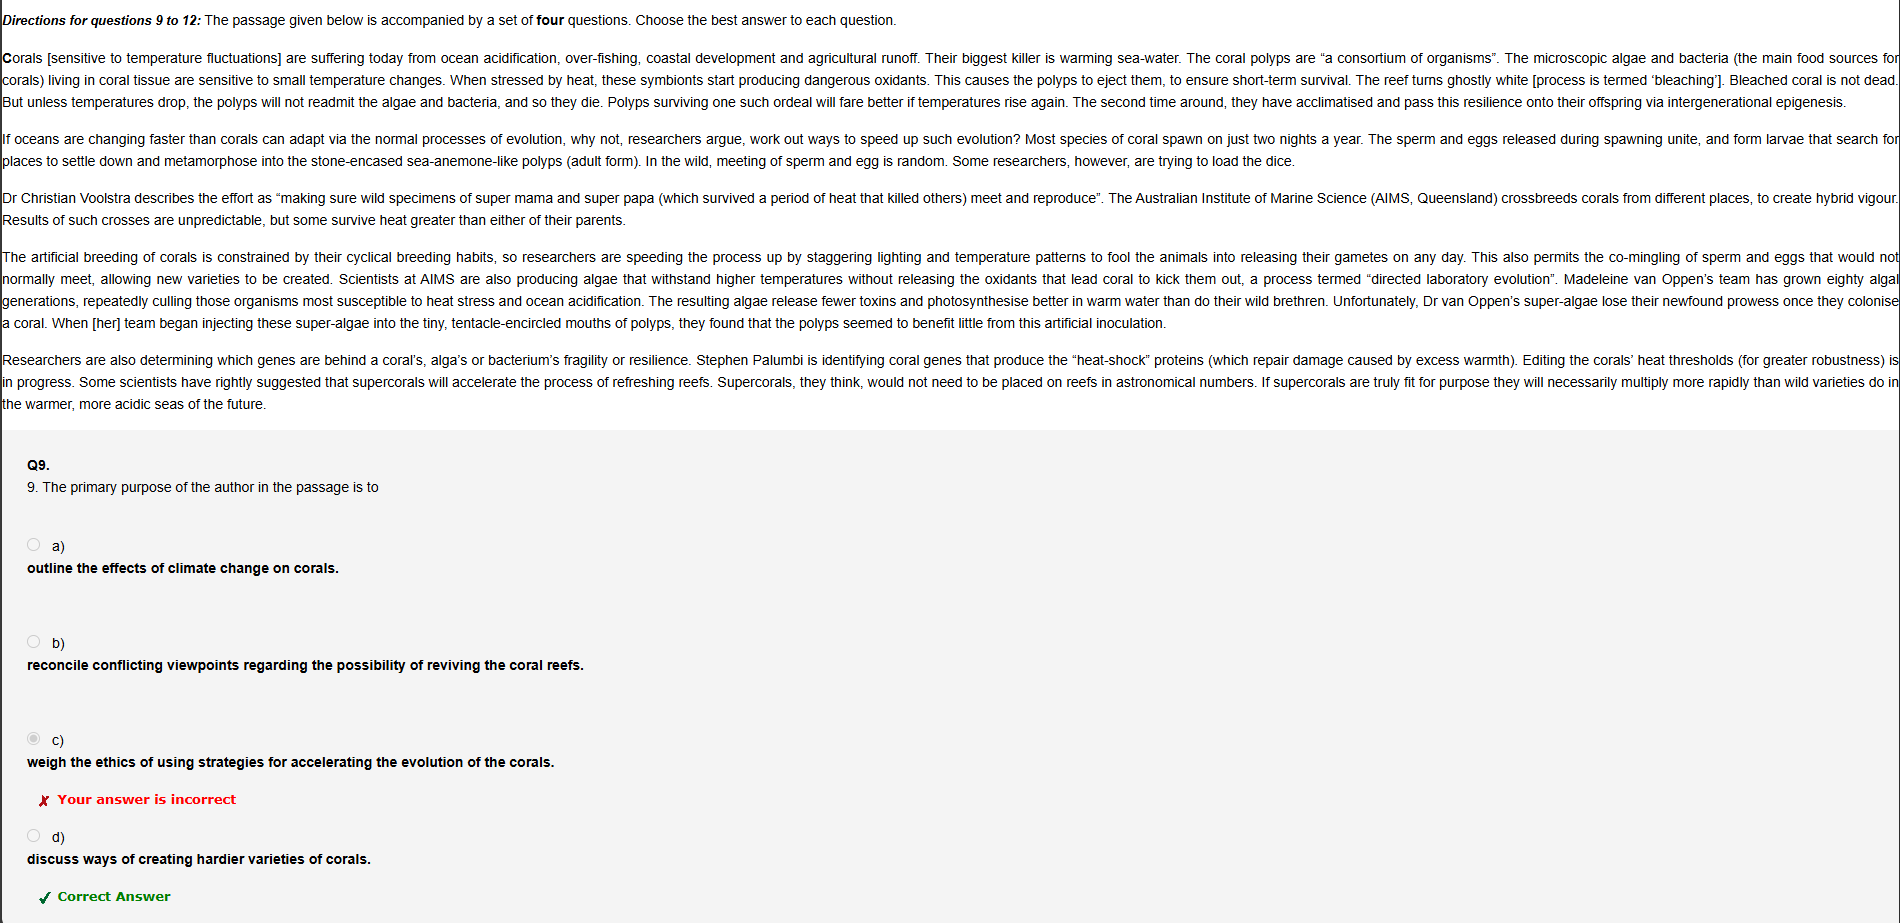 Directions for questions 9 to 12: The passage given below is accompanied by a set of four questions. Choose the best answer to each question.
Corals [sensitive to temperature fluctuations] are suffering today from ocean acidification, over-fishing, coastal development and agricultural runoff. Their biggest killer is warming sea-water. The coral polyps are “a consortium of organisms”. The microscopic algae and bacteria (the main food sources for
corals) living in coral tissue are sensitive to small temperature changes. When stressed by heat, these symbionts start producing dangerous oxidants. This causes the polyps to eject them, to ensure short-term survival. The reef turns ghostly white [process is termed ‘bleaching’]. Bleached coral is not dead.
But unless temperatures drop, the polyps will not readmit the algae and bacteria, and so they die. Polyps surviving one such ordeal will fare better if temperatures rise again. The second time around, they have acclimatised and pass this resilience onto their offspring via intergenerational epigenesis.
If oceans are changing faster than corals can adapt via the normal processes of evolution, why not, researchers argue, work out ways to speed up such evolution? Most species of coral spawn on just two nights a year. The sperm and eggs released during spawning unite, and form larvae that search for
places to settle down and metamorphose into the stone-encased sea-anemone-like polyps (adult form). In the wild, meeting of sperm and egg is random. Some researchers, however, are trying to load the dice.
Dr Christian Voolstra describes the effort as “making sure wild specimens of super mama and super papa (which survived a period of heat that killed others) meet and reproduce”. The Australian Institute of Marine Science (AIMS, Queensland) crossbreeds corals from different places, to create hybrid vigour.
Results of such crosses are unpredictable, but some survive heat greater than either of their parents.
The artificial breeding of corals is constrained by their cyclical breeding habits, so researchers are speeding the process up by staggering lighting and temperature patterns to fool the animals into releasing their gametes on any day. This also permits the co-mingling of sperm and eggs that would not
normally meet, allowing new varieties to be created. Scientists at AIMS are also producing algae that withstand higher temperatures without releasing the oxidants that lead coral to kick them out, a process termed “directed laboratory evolution”. Madeleine van Oppen’s team has grown eighty algal
generations, repeatedly culling those organisms most susceptible to heat stress and ocean acidification. The resulting algae release fewer toxins and photosynthesise better in warm water than do their wild brethren. Unfortunately, Dr van Oppen’s super-algae lose their newfound prowess once they colonise
a coral. When [her] team began injecting these super-algae into the tiny, tentacle-encircled mouths of polyps, they found that the polyps seemed to benefit little from this artificial inoculation.
Researchers are also determining which genes are behind a coral’s, alga’s or bacterium’s fragility or resilience. Stephen Palumbi is identifying coral genes that produce the “heat-shock” proteins (which repair damage caused by excess warmth). Editing the corals’ heat thresholds (for greater robustness) is
in progress. Some scientists have rightly suggested that supercorals will accelerate the process of refreshing reefs. Supercorals, they think, would not need to be placed on reefs in astronomical numbers. If supercorals are truly fit for purpose they will necessarily multiply more rapidly than wild varieties do in
the warmer, more acidic seas of the future.
Q9.
9. The primary purpose of the author in the passage is to
a)
outline the effects of climate change on corals.
b)
reconcile conflicting viewpoints regarding the possibility of reviving the coral reefs.
c)
weigh the ethics of using strategies for accelerating the evolution of the corals.
✗ Your answer is incorrect
d)
discuss ways of creating hardier varieties of corals.
✓ Correct Answer